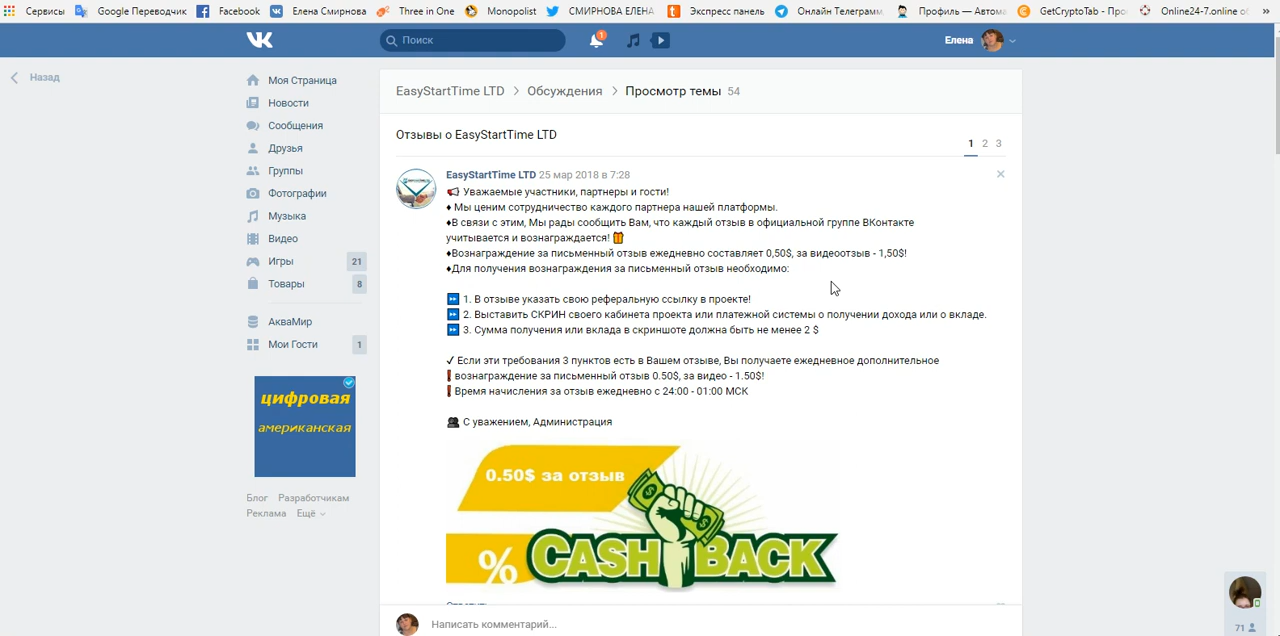 Сервисы Google Переводчик Facebook Елена Смирнова Three in One Monopolist СМИРНОВА ЕЛЕНА Экспресс панель Онлайн Телеграмм Профиль — Автома GetCryptoTab - Про Online24-7.online о »
Поиск 1 Елена
Назад
Моя Страница
Новости
Сообщения
Друзья
Группы
Фотографии
Музыка
Видео
Игры 21
Товары 8
АкваМир
Мои Гости 1
цифровая
американская
Блог Разработчикам
Реклама Ещё
EasyStartTime LTD > Обсуждения > Просмотр темы 54
Отзывы о EasyStartTime LTD
1 2 3
EasyStartTime LTD 25 мар 2018 в 7:28
Уважаемые участники, партнеры и гости!
♦ Мы ценим сотрудничество каждого партнера нашей платформы.
♦В связи с этим, Мы рады сообщить Вам, что каждый отзыв в официальной группе ВКонтакте
учитывается и вознаграждается!
♦Вознаграждение за письменный отзыв ежедневно составляет 0,50$, за видеоотзыв - 1,50$!
♦Для получения вознаграждения за письменный отзыв необходимо:
1. В отзыве указать свою реферальную ссылку в проекте!
2. Выставить СКРИН своего кабинета проекта или платежной системы о получении дохода или о вкладе.
3. Сумма получения или вклада в скриншоте должна быть не менее 2 $
✓ Если эти требования 3 пунктов есть в Вашем отзыве, Вы получаете ежедневное дополнительное
❗вознаграждение за письменный отзыв 0.50$, за видео - 1.50$!
❗Время начисления за отзыв ежедневно с 24:00 - 01:00 МСК
С уважением, Администрация
0.50$ за отзыв
% CASH BACK
Написать комментарий...
71